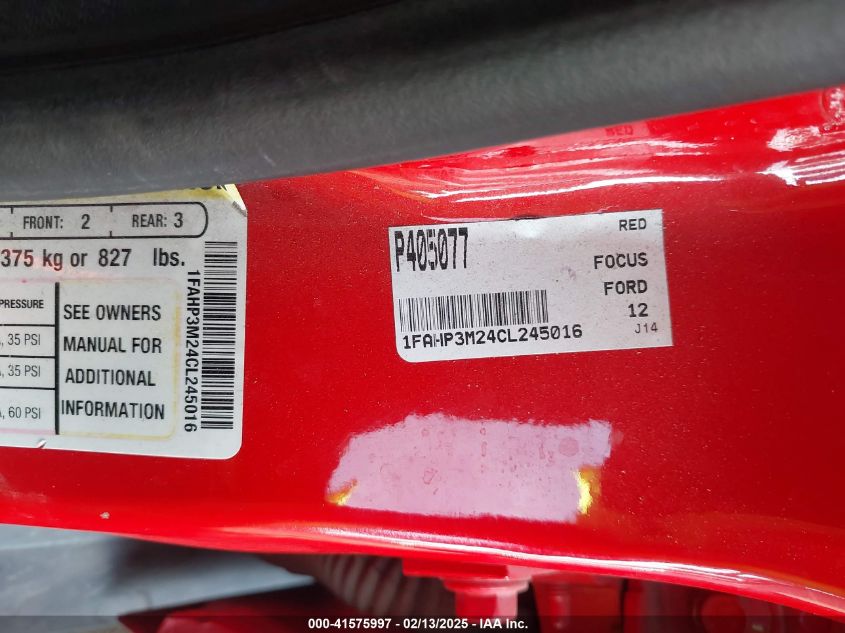 FRONT: 2 REAR: 3
375 kg or 827 lbs.
PRESSURE
35 PSI
35 PSI
60 PSI
SEE OWNERS
MANUAL FOR
ADDITIONAL
INFORMATION
1FAHP3M24CL245016
P405077
RED
FOCUS
FORD
12
J14
1FAHP3M24CL245016
000-41575997 - 02/13/2025 - IAA Inc.